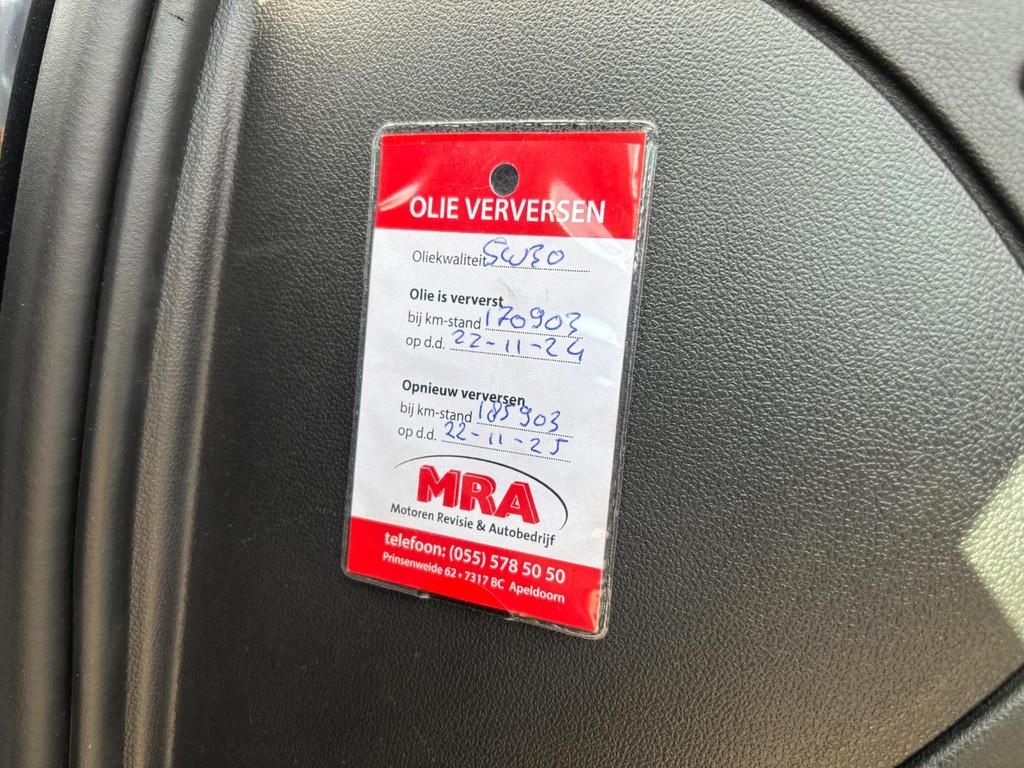 OLIE VERVERSEN
Oliekwaliteit 5W30
Olie is ververst
bij km-stand 170903
op d.d. 22-11-24
Opnieuw verversen
bij km-stand 185903
op d.d. 22-11-25
MRA
Motoren Revisie & Autobedrijf
telefoon: (055) 578 50 50
Prinsenweide 62 • 7317 BC Apeldoorn